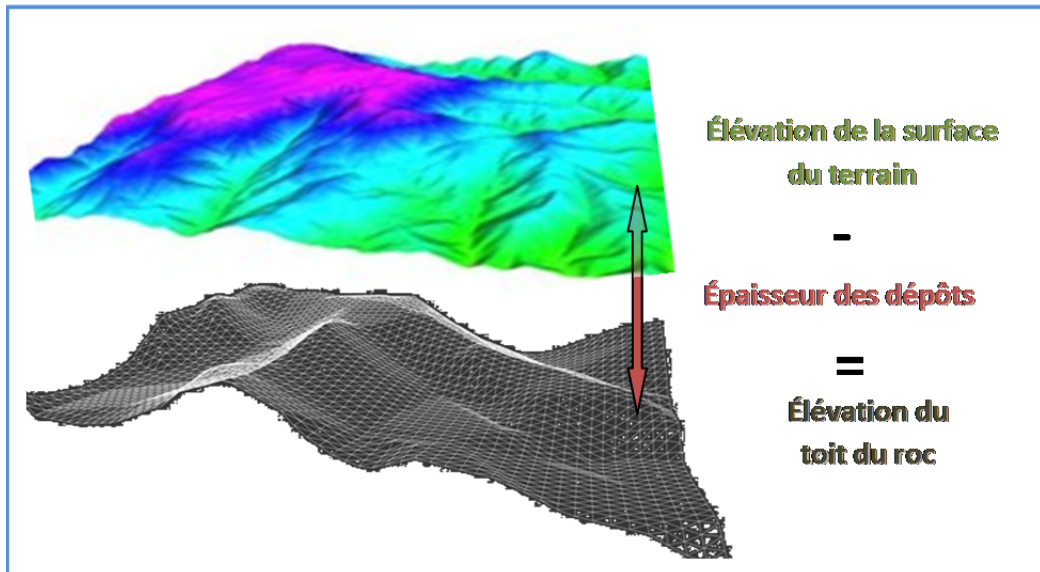 Élévation de la surface
du terrain
-
Épaisseur des dépôts
=
Élévation du
toit du roc